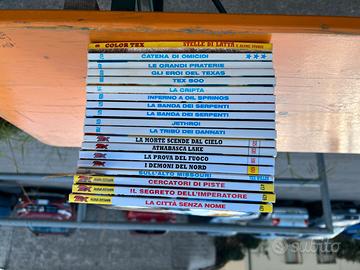 COLOR TEX STELLE DI LATTA
CATENA DI OMICIDI
LE GRANDI PRATERIE
GLI EROI DEL TEXAS
TEX 600
LA CRIPTA
INFERNO A OIL SPRINGS
LA BANDA DEI SERPENTI
LA BANDA DEI SERPENTI
JETHRO!
LA TRIBÙ DEI DANNATI
LA MORTE SCENDE DAL CIELO
ATHABASCA LAKE
LA PROVA DEL FUOCO
I DEMONI DEL NORD
SULL'ALTO MISSOURI
CERCATORI DI PISTE
IL SEGRETO DELL'IMPERATORE
LA CITTÀ SENZA NOME
subito